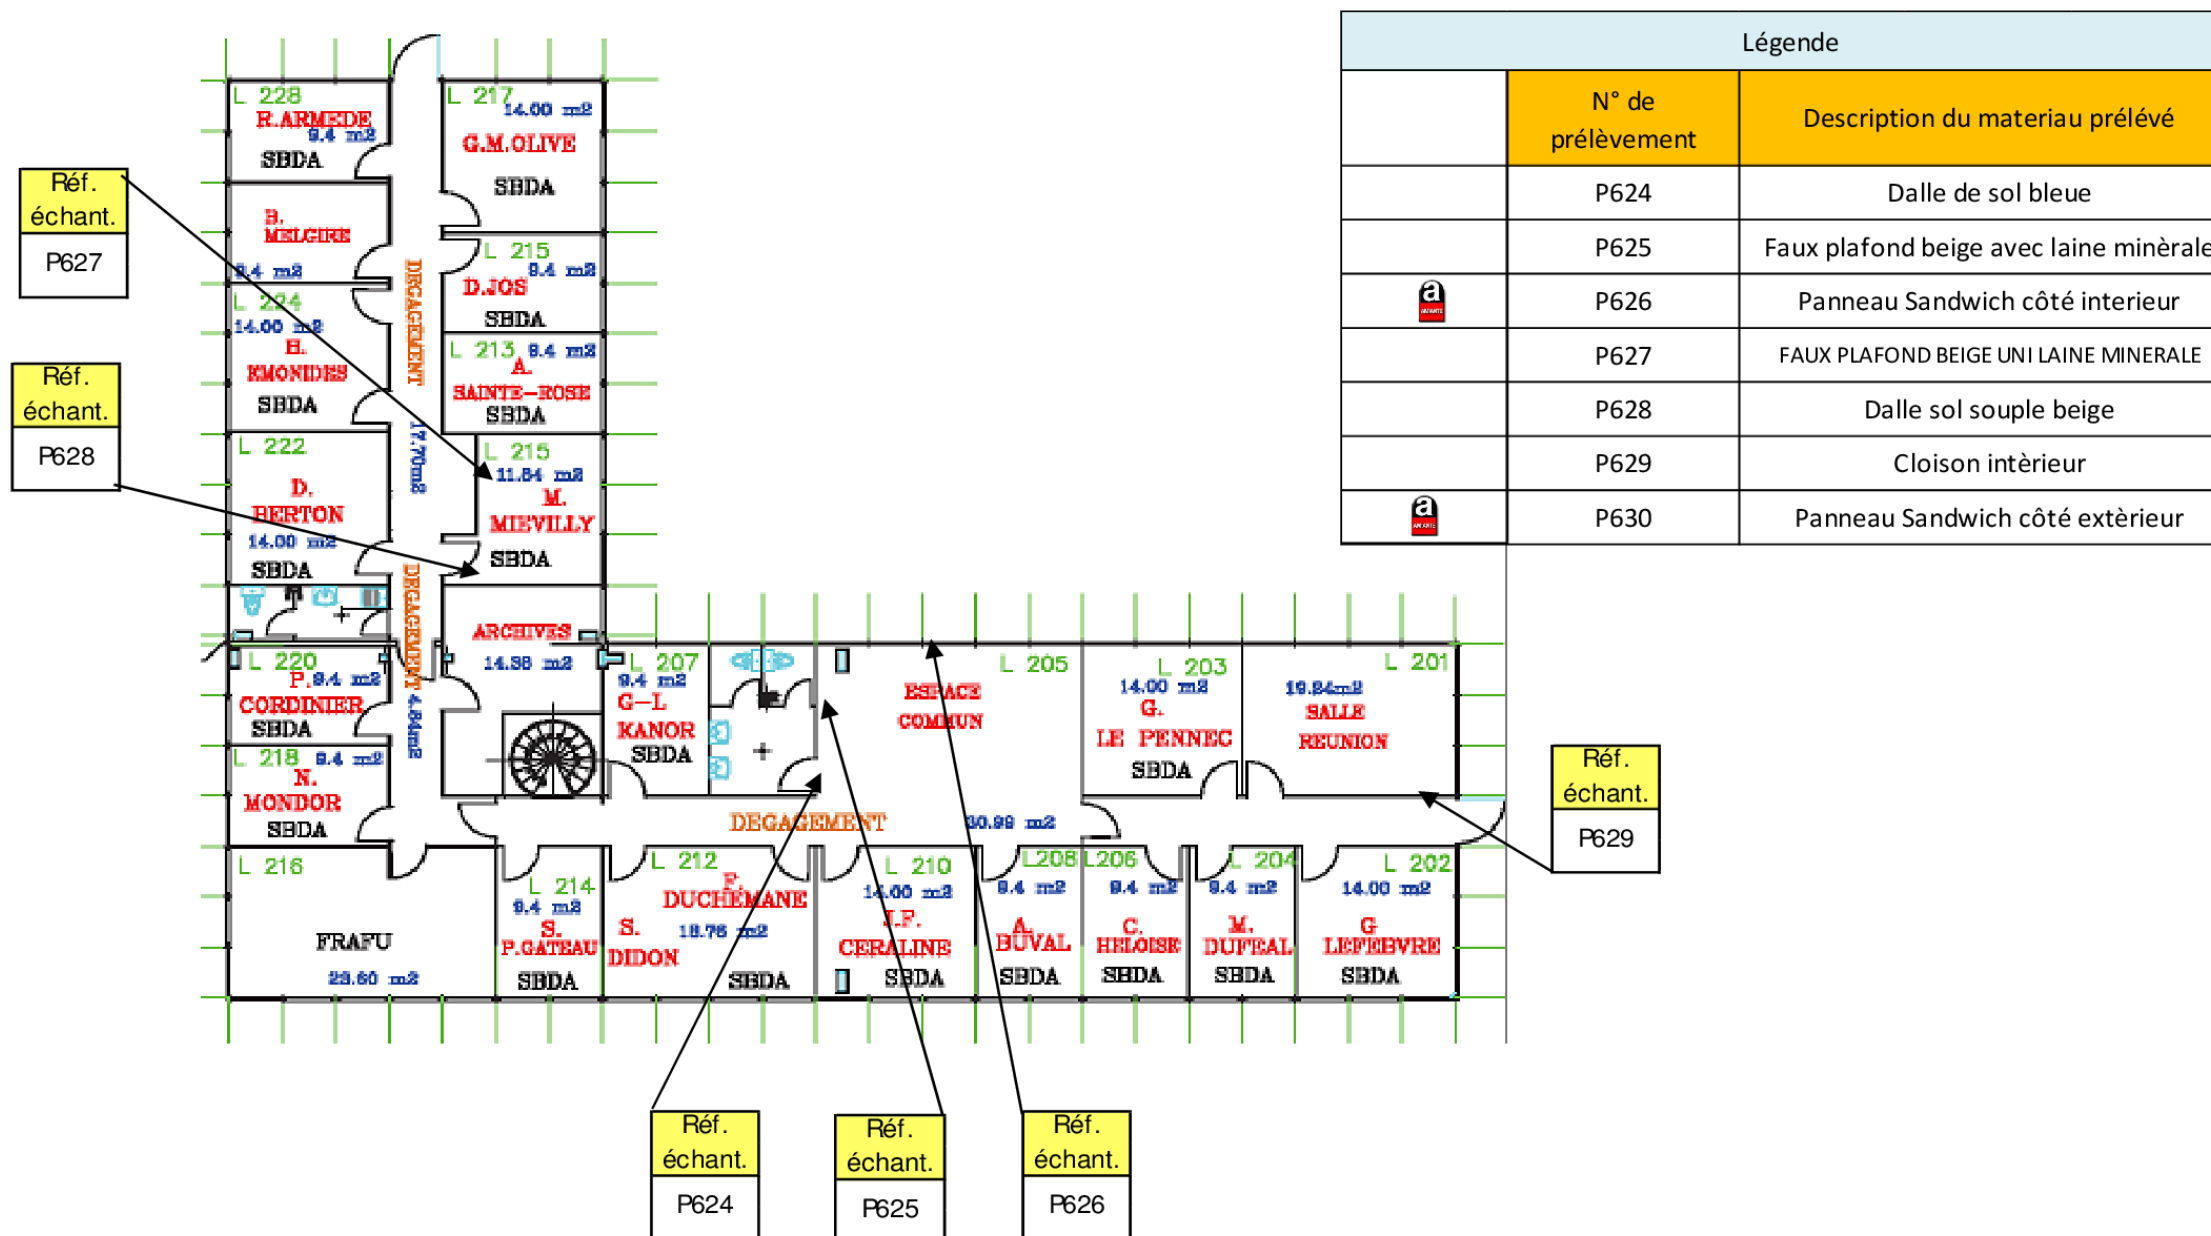 Légende
N° de
prélèvement
Description du materiau prélévé
P624
Dalle de sol bleue
P625
Faux plafond beige avec laine minèrale
a
AMIANTE
P626
Panneau Sandwich côté interieur
P627
FAUX PLAFOND BEIGE UNI LAINE MINERALE
P628
Dalle sol souple beige
P629
Cloison intèrieur
a
AMIANTE
P630
Panneau Sandwich côté extèrieur
L 228
R.ARMEDE
9.4 m2
SBDA
L 217
14.00 m2
G.M.OLIVE
SBDA
Réf.
échant.
P627
B.
MELGIRE
9.4 m2
L 215
9.4 m2
D.JOS
SBDA
DEGAGEMENT
17.70m2
L 224
14.00 m2
H.
EMONIDES
SBDA
L 213
9.4 m2
A.
SAINTE-ROSE
SBDA
Réf.
échant.
P628
L 222
D.
BERTON
14.00 m2
SBDA
L 215
11.84 m2
M.
MIEVILLY
SBDA
DEGAGEMENT 4.84m2
ARCHIVES
14.38 m2
L 220
P.
9.4 m2
CORDINIER
SBDA
L 218
9.4 m2
N.
MONDOR
SBDA
L 207
9.4 m2
G-L
KANOR
SBDA
L 205
ESPACE
COMMUN
L 203
14.00 m2
G.
LE PENNEC
SBDA
L 201
19.24m2
SALLE
REUNION
Réf.
échant.
P629
DEGAGEMENT
30.99 m2
L 216
FRAFU
23.60 m2
L 214
9.4 m2
S.
P.GATEAU
SBDA
L 212
F.
DUCHEMANE
S.
DIDON
18.76 m2
SBDA
L 210
14.00 m2
J.F.
CERALINE
SBDA
L208
9.4 m2
A.
BUVAL
SBDA
L206
9.4 m2
C.
HELOISE
SBDA
L 204
9.4 m2
M.
DUFEAL
SBDA
L 202
14.00 m2
G
LEFEBVRE
SBDA
Réf.
échant.
P624
Réf.
échant.
P625
Réf.
échant.
P626